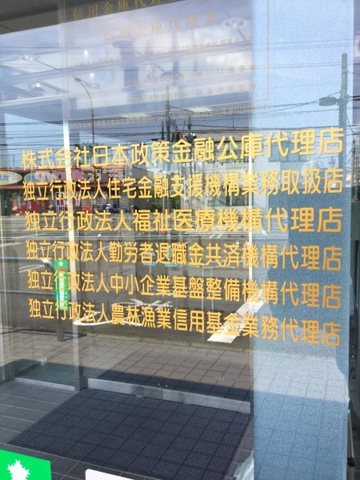 株式会社日本政策金融公庫代理店
独立行政法人住宅金融支援機構業務取扱店
独立行政法人福祉医療機構代理店
独立行政法人勤労者退職金共済機構代理店
独立行政法人中小企業基盤整備機構代理店
独立行政法人農林漁業信用基金業務代理店